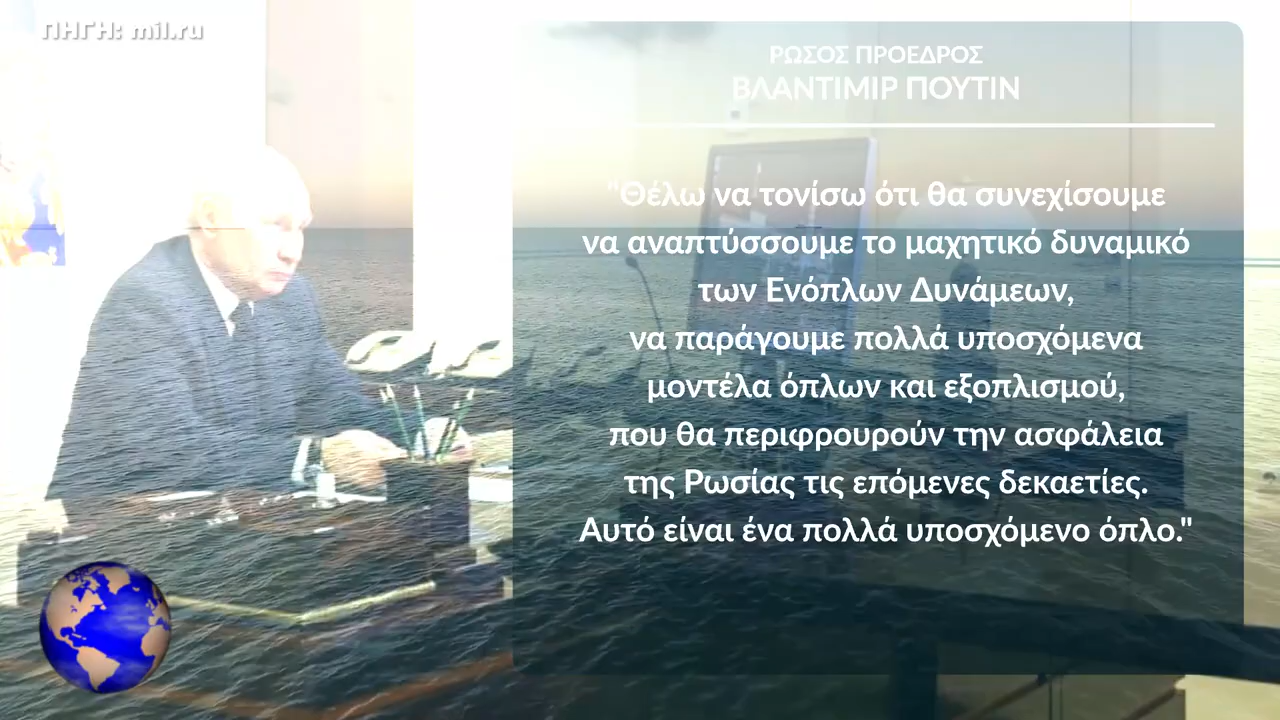 ΠΗΓΗ: mil.ru
ΡΩΣΟΣ ΠΡΟΕΔΡΟΣ
ΒΛΑΝΤΙΜΙΡ ΠΟΥΤΙΝ
"Θέλω να τονίσω ότι θα συνεχίσουμε
να αναπτύσσουμε το μαχητικό δυναμικό
των Ενόπλων Δυνάμεων,
να παράγουμε πολλά υποσχόμενα
μοντέλα όπλων και εξοπλισμού,
που θα περιφρουρούν την ασφάλεια
της Ρωσίας τις επόμενες δεκαετίες.
Αυτό είναι ένα πολλά υποσχόμενο όπλο."